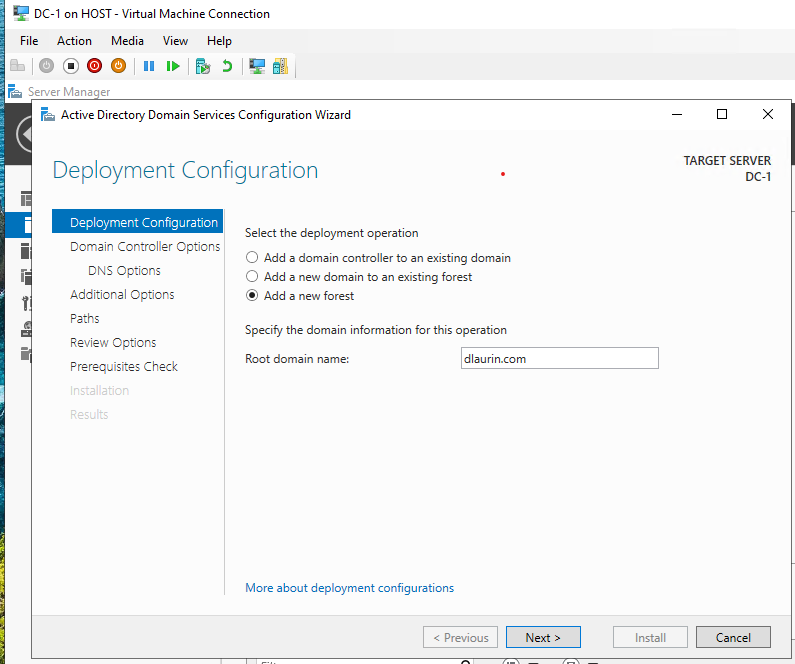 DC-1 on HOST - Virtual Machine Connection
File Action Media View Help
Server Manager
Active Directory Domain Services Configuration Wizard
Deployment Configuration
TARGET SERVER
DC-1
Deployment Configuration
Domain Controller Options
DNS Options
Additional Options
Paths
Review Options
Prerequisites Check
Installation
Results
Select the deployment operation
Add a domain controller to an existing domain
Add a new domain to an existing forest
Add a new forest
Specify the domain information for this operation
Root domain name: dlaurin.com
More about deployment configurations
< Previous Next > Install Cancel